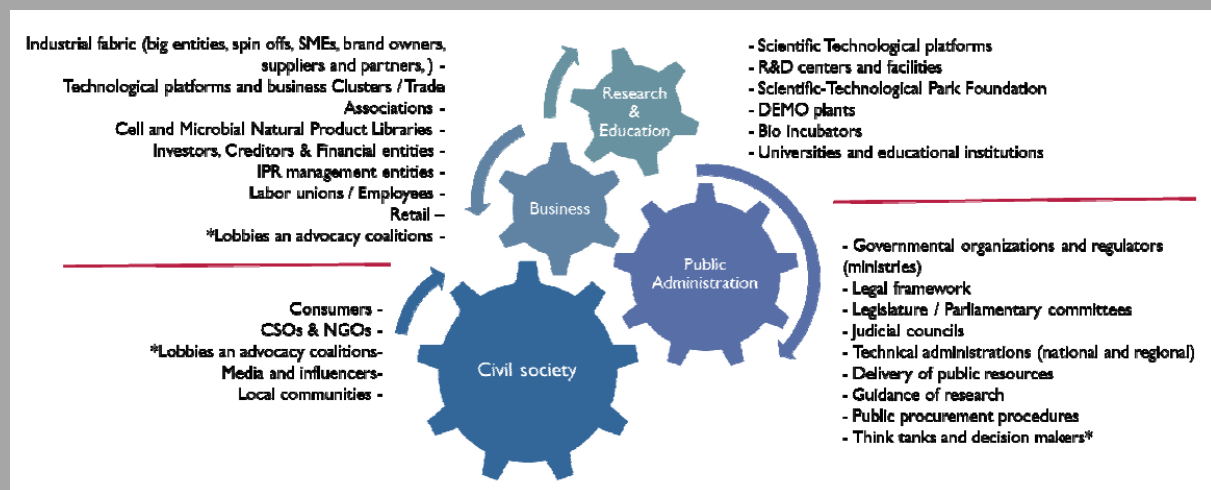 Industrial fabric (big entities, spin offs, SMEs, brand owners,
suppliers and partners, ) -
Technological platforms and business Clusters / Trade
Associations -
Cell and Microbial Natural Product Libraries -
Investors, Creditors & Financial entities -
IPR management entities -
Labor unions / Employees -
Retail –
*Lobbies an advocacy coalitions -
Research
&
Education
- Scientific Technological platforms
- R&D centers and facilities
- Scientific-Technological Park Foundation
- DEMO plants
- Bio incubators
- Universities and educational institutions
Business
Public
Administration
Consumers -
CSOs & NGOs -
*Lobbies an advocacy coalitions-
Media and influencers-
Local communities -
Civil society
- Governmental organizations and regulators
(ministries)
- Legal framework
- Legislature / Parliamentary committees
- Judicial councils
- Technical administrations (national and regional)
- Delivery of public resources
- Guidance of research
- Public procurement procedures
- Think tanks and decision makers*